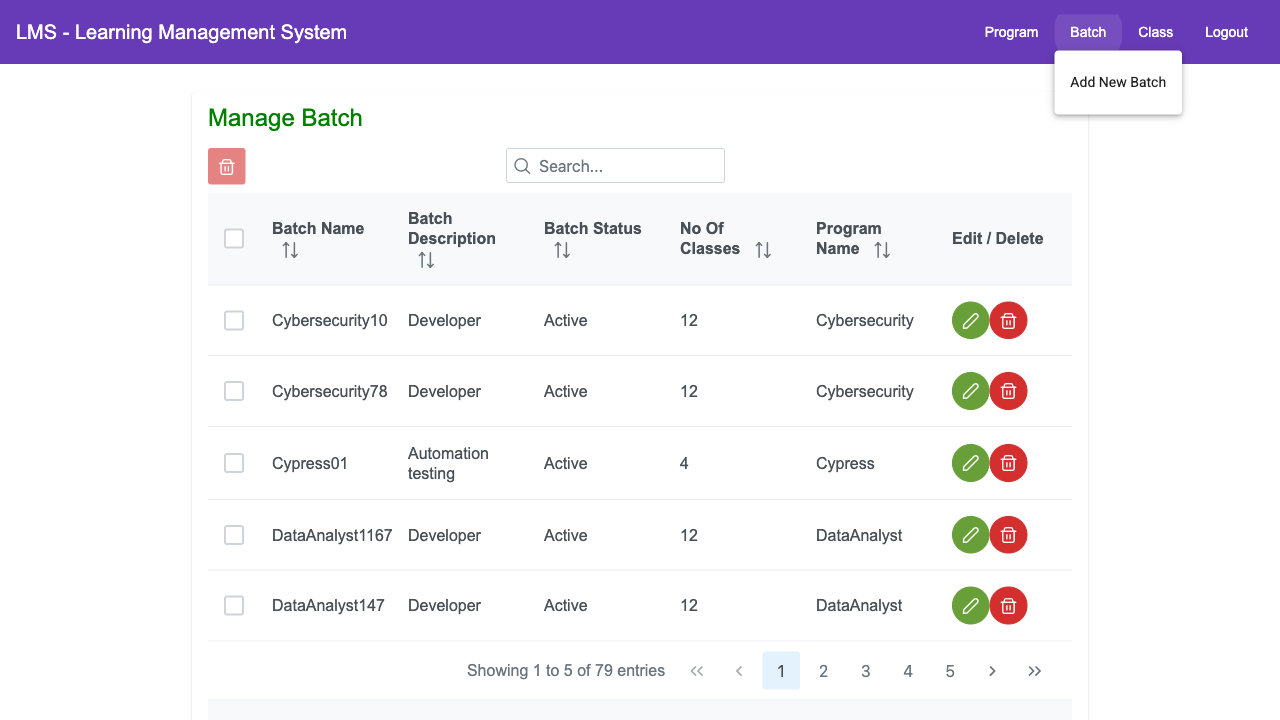 LMS - Learning Management System
Program
Batch
Class
Logout
Add New Batch
Manage Batch
Search...
Batch Name
Batch
Description
Batch Status
No Of
Classes
Program
Name
Edit / Delete
Cybersecurity10 Developer Active 12 Cybersecurity
Cybersecurity78 Developer Active 12 Cybersecurity
Cypress01 Automation
testing Active 4 Cypress
DataAnalyst1167 Developer Active 12 DataAnalyst
DataAnalyst147 Developer Active 12 DataAnalyst
Showing 1 to 5 of 79 entries 1 2 3 4 5